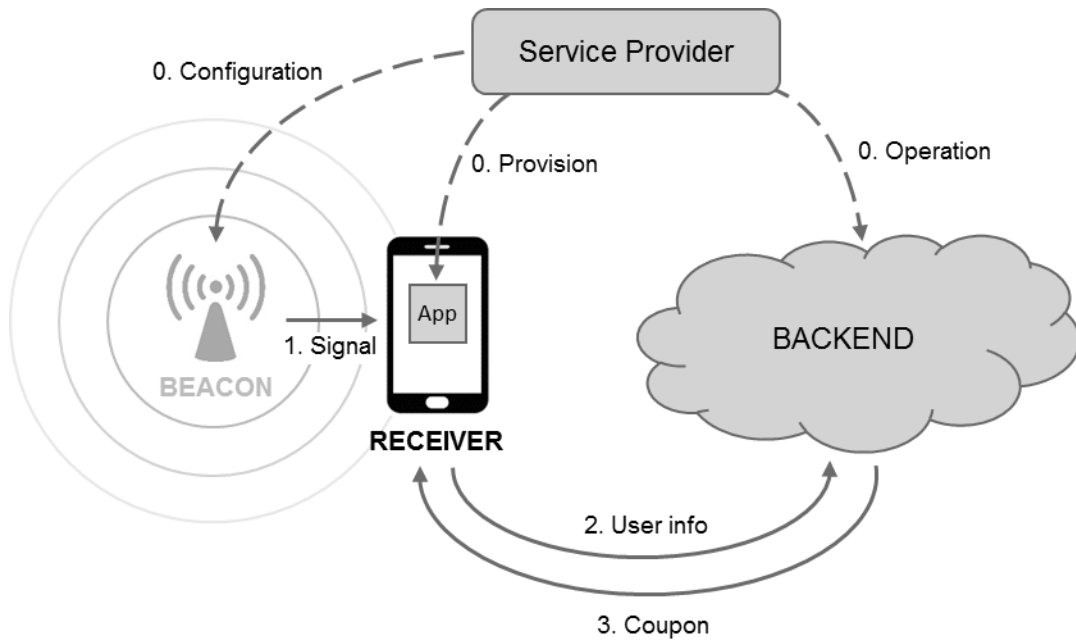 Service Provider
0. Configuration
0. Provision
0. Operation
App
1. Signal
BEACON
BACKEND
RECEIVER
2. User info
3. Coupon